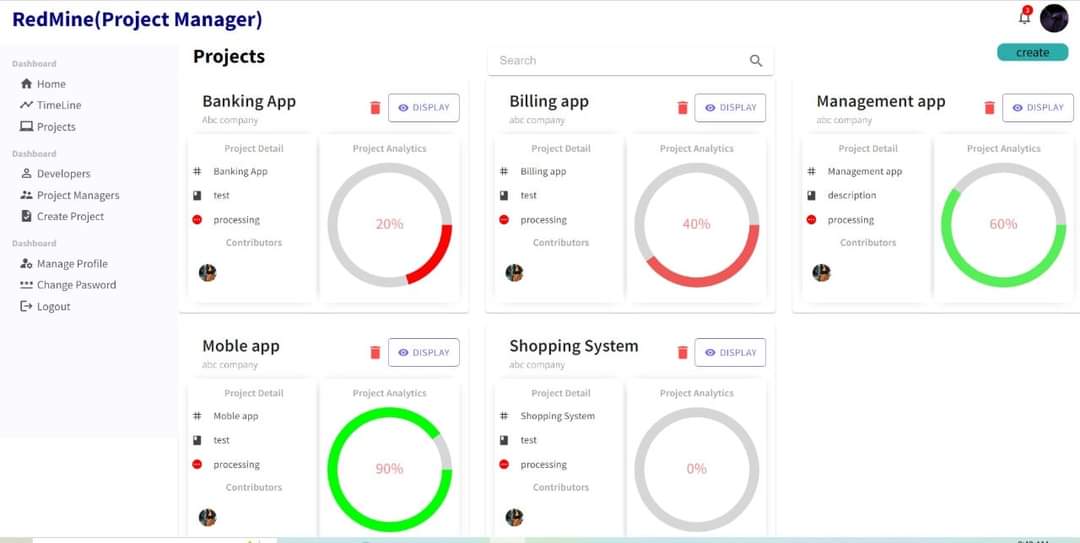 RedMine(Project Manager)
3
Dashboard
Home
TimeLine
Projects
Dashboard
Developers
Project Managers
Create Project
Dashboard
Manage Profile
Change Pasword
Logout
Projects
Search
create
Banking App
Abc company
DISPLAY
Project Detail
Banking App
test
processing
Contributors
Project Analytics
20%
Billing app
abc company
DISPLAY
Project Detail
Billing app
test
processing
Contributors
Project Analytics
40%
Management app
abc company
DISPLAY
Project Detail
Management app
description
processing
Contributors
Project Analytics
60%
Moble app
abc company
DISPLAY
Project Detail
Moble app
test
processing
Contributors
Project Analytics
90%
Shopping System
abc company
DISPLAY
Project Detail
Shopping System
test
processing
Contributors
Project Analytics
0%